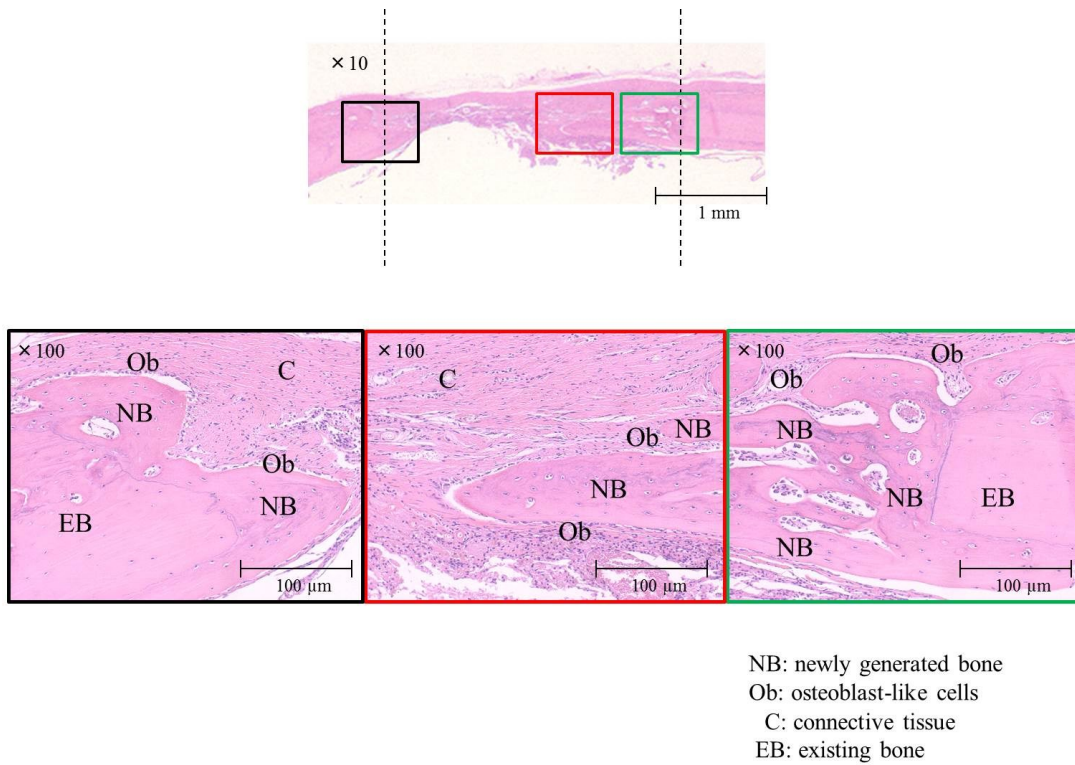 × 10
1 mm
× 100
Ob
C
NB
Ob
NB
EB
100 µm
× 100
C
NB
Ob
NB
Ob
100 µm
× 100
Ob
Ob
NB
NB
EB
NB
100 µm
NB: newly generated bone
Ob: osteoblast-like cells
C: connective tissue
EB: existing bone